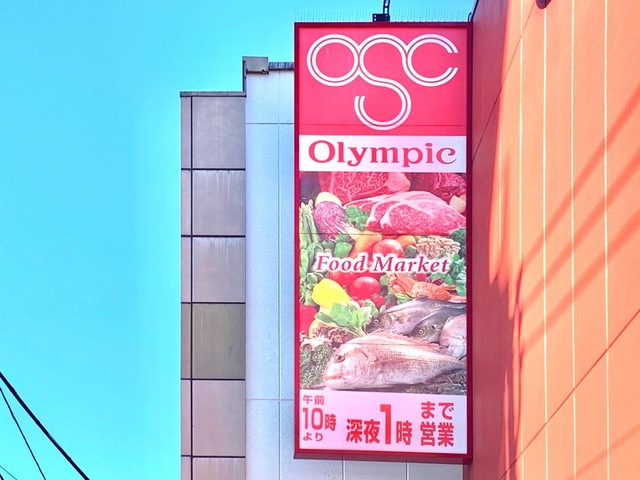 OSC
Olympic
Food Market
午前
10時
より
深夜1時
まで
営業